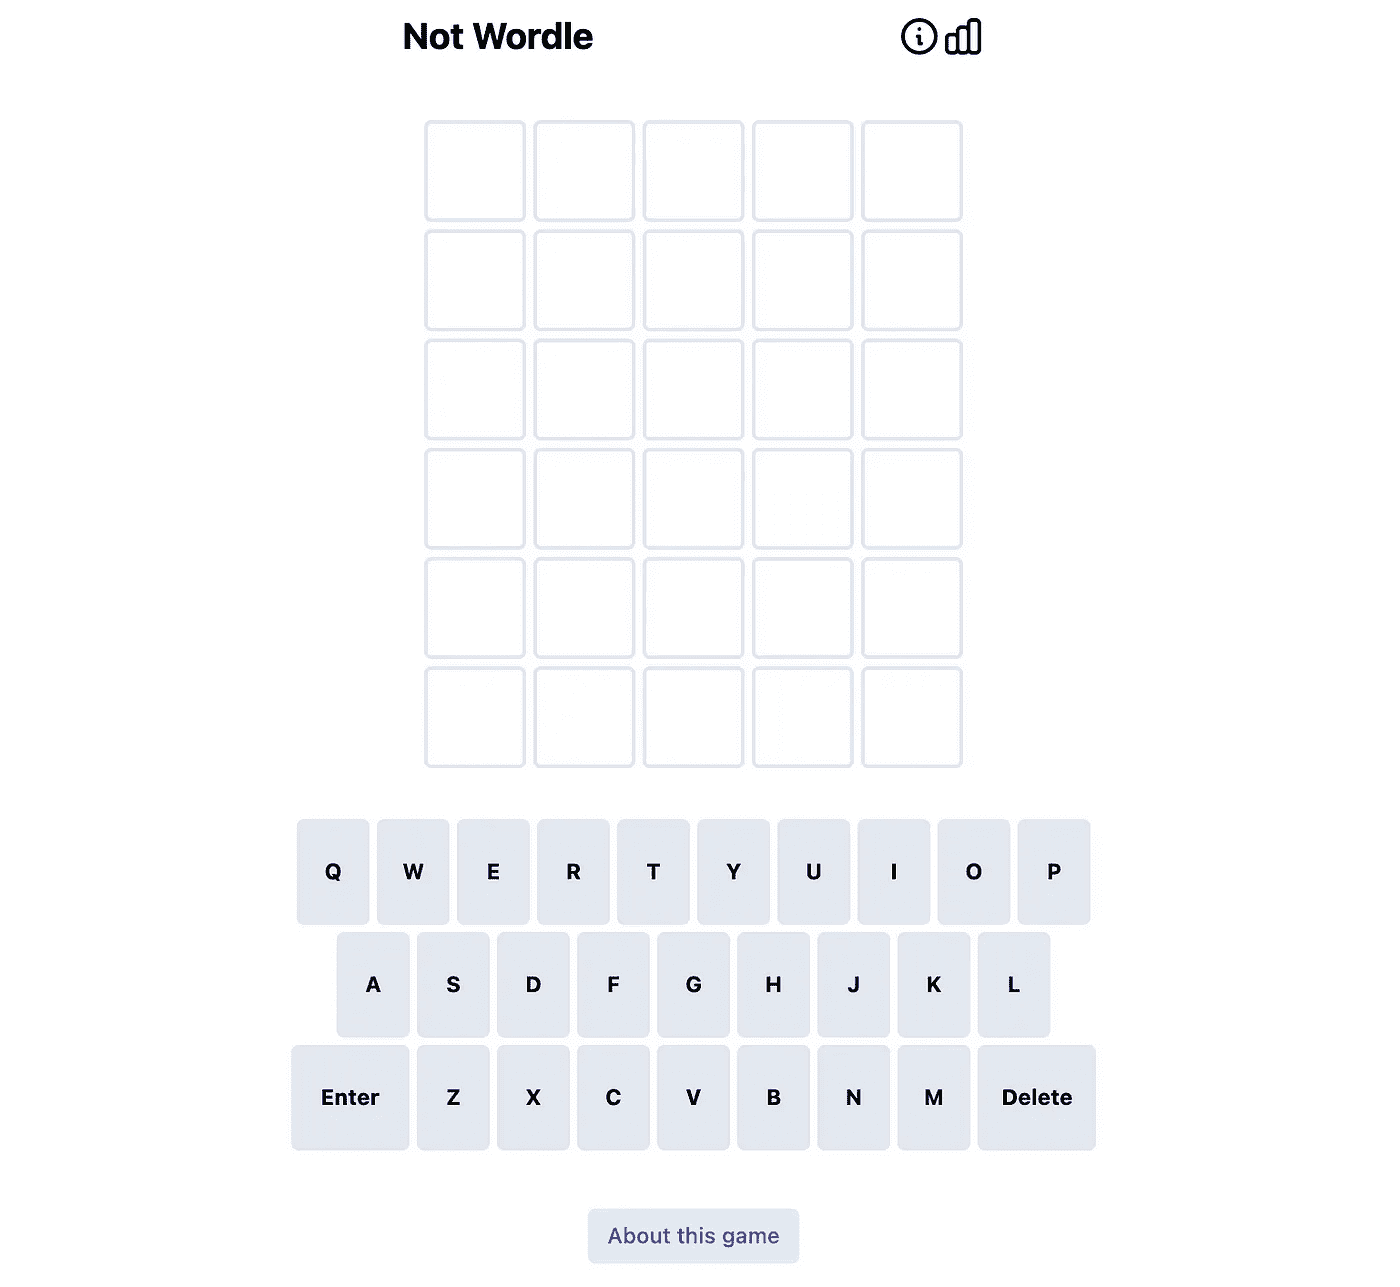 Not Wordle
Q W E R T Y U I O P
A S D F G H J K L
Enter Z X C V B N M Delete
About this game